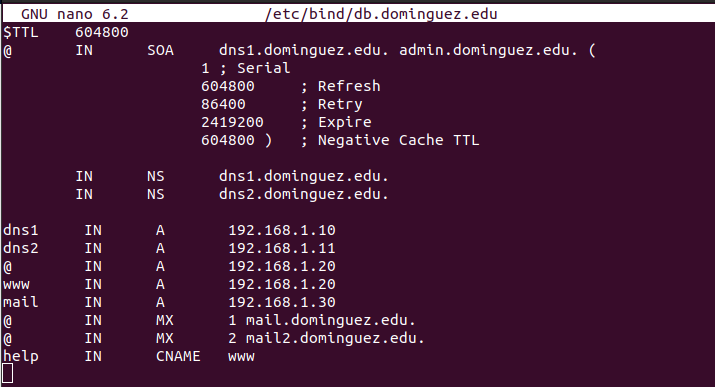 GNU nano 6.2 /etc/bind/db.dominguez.edu
$TTL 604800
@ IN SOA dns1.dominguez.edu. admin.dominguez.edu. (
1 ; Serial
604800 ; Refresh
86400 ; Retry
2419200 ; Expire
604800 ) ; Negative Cache TTL
IN NS dns1.dominguez.edu.
IN NS dns2.dominguez.edu.
dns1 IN A 192.168.1.10
dns2 IN A 192.168.1.11
@ IN A 192.168.1.20
www IN A 192.168.1.20
mail IN A 192.168.1.30
@ IN MX 1 mail.dominguez.edu.
@ IN MX 2 mail2.dominguez.edu.
help IN CNAME www